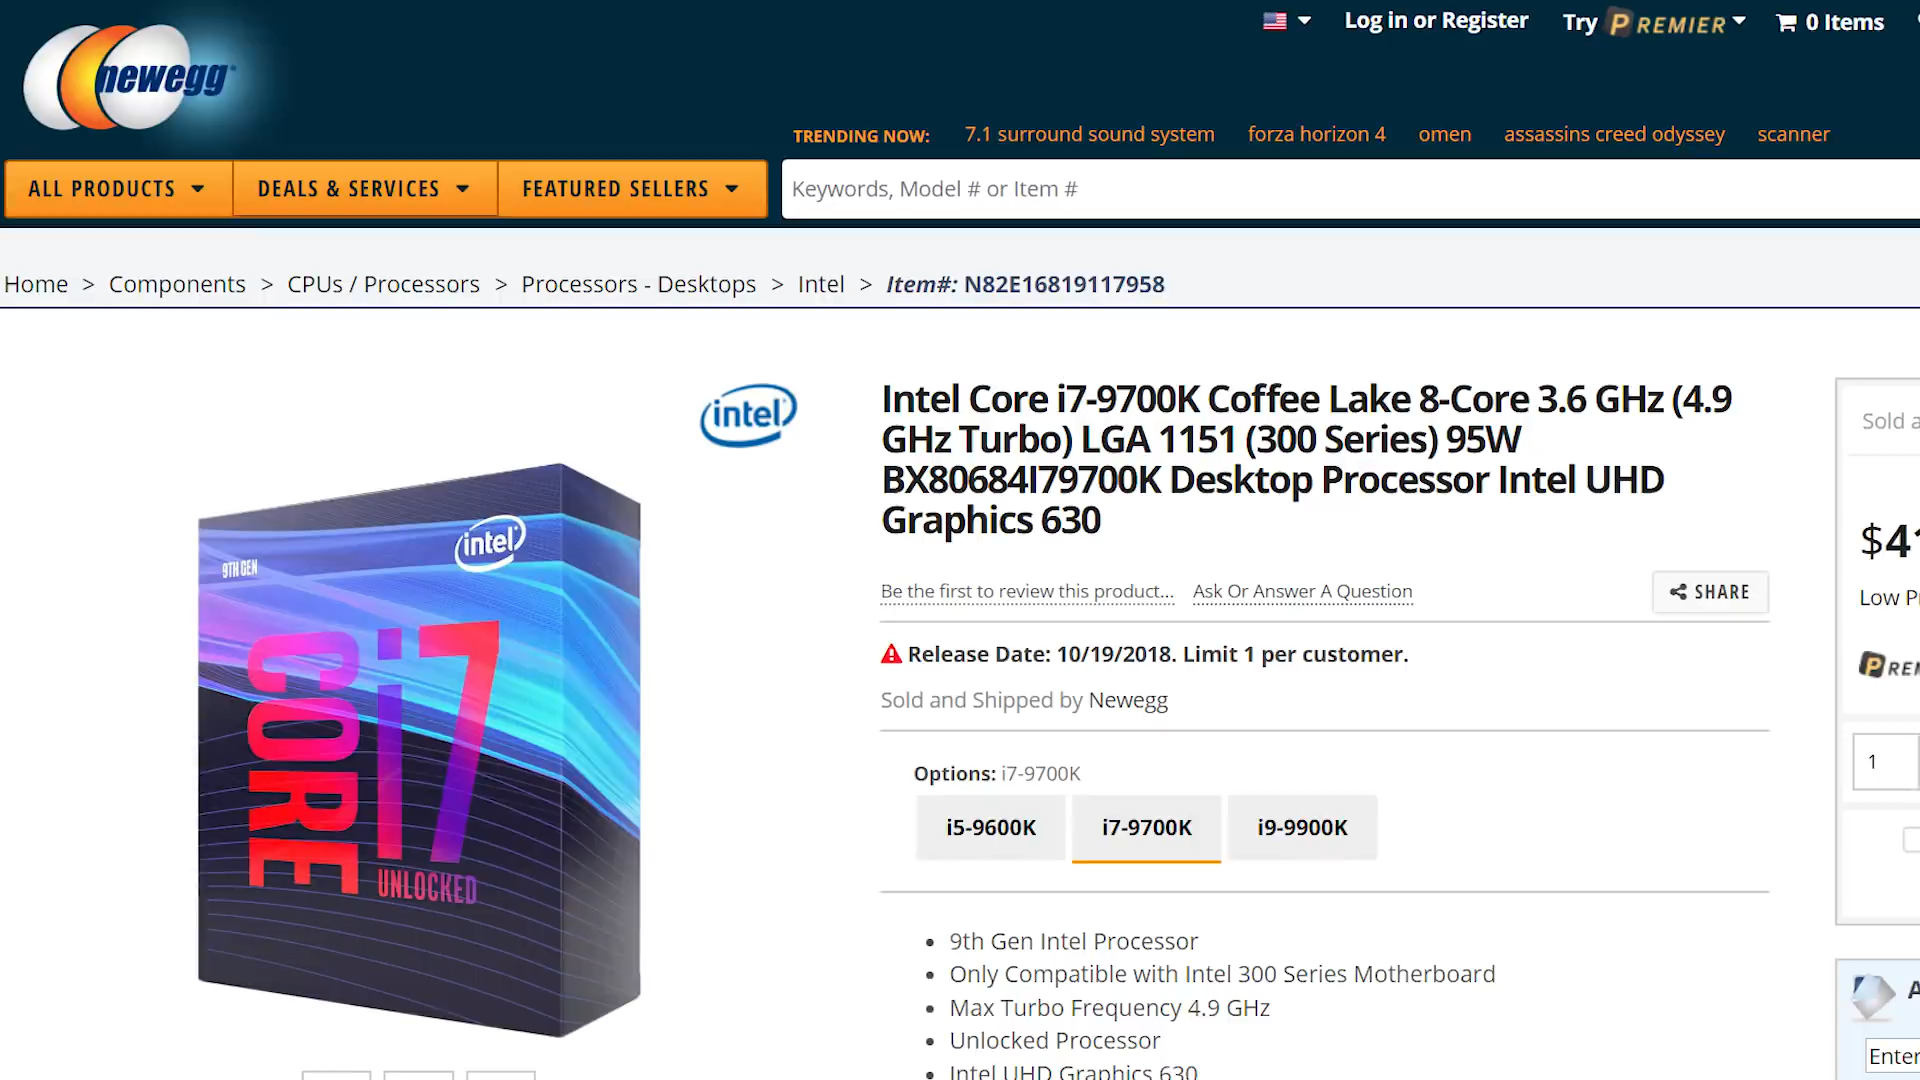 Log in or Register
Try PREMIER
0 Items
newegg
TRENDING NOW: 7.1 surround sound system forza horizon 4 omen assassins creed odyssey scanner
ALL PRODUCTS DEALS & SERVICES FEATURED SELLERS Keywords, Model # or Item #
Home > Components > CPUs / Processors > Processors - Desktops > Intel > Item#: N82E16819117958
intel
intel
9TH GEN
CORE
i7
UNLOCKED
Intel Core i7-9700K Coffee Lake 8-Core 3.6 GHz (4.9
GHz Turbo) LGA 1151 (300 Series) 95W
BX80684I79700K Desktop Processor Intel UHD
Graphics 630
Be the first to review this product... Ask Or Answer A Question SHARE
Release Date: 10/19/2018. Limit 1 per customer.
Sold and Shipped by Newegg
Options: i7-9700K
i5-9600K i7-9700K i9-9900K
9th Gen Intel Processor
Only Compatible with Intel 300 Series Motherboard
Max Turbo Frequency 4.9 GHz
Unlocked Processor
Intel UHD Graphics 630
Sold
Low
1
Enter